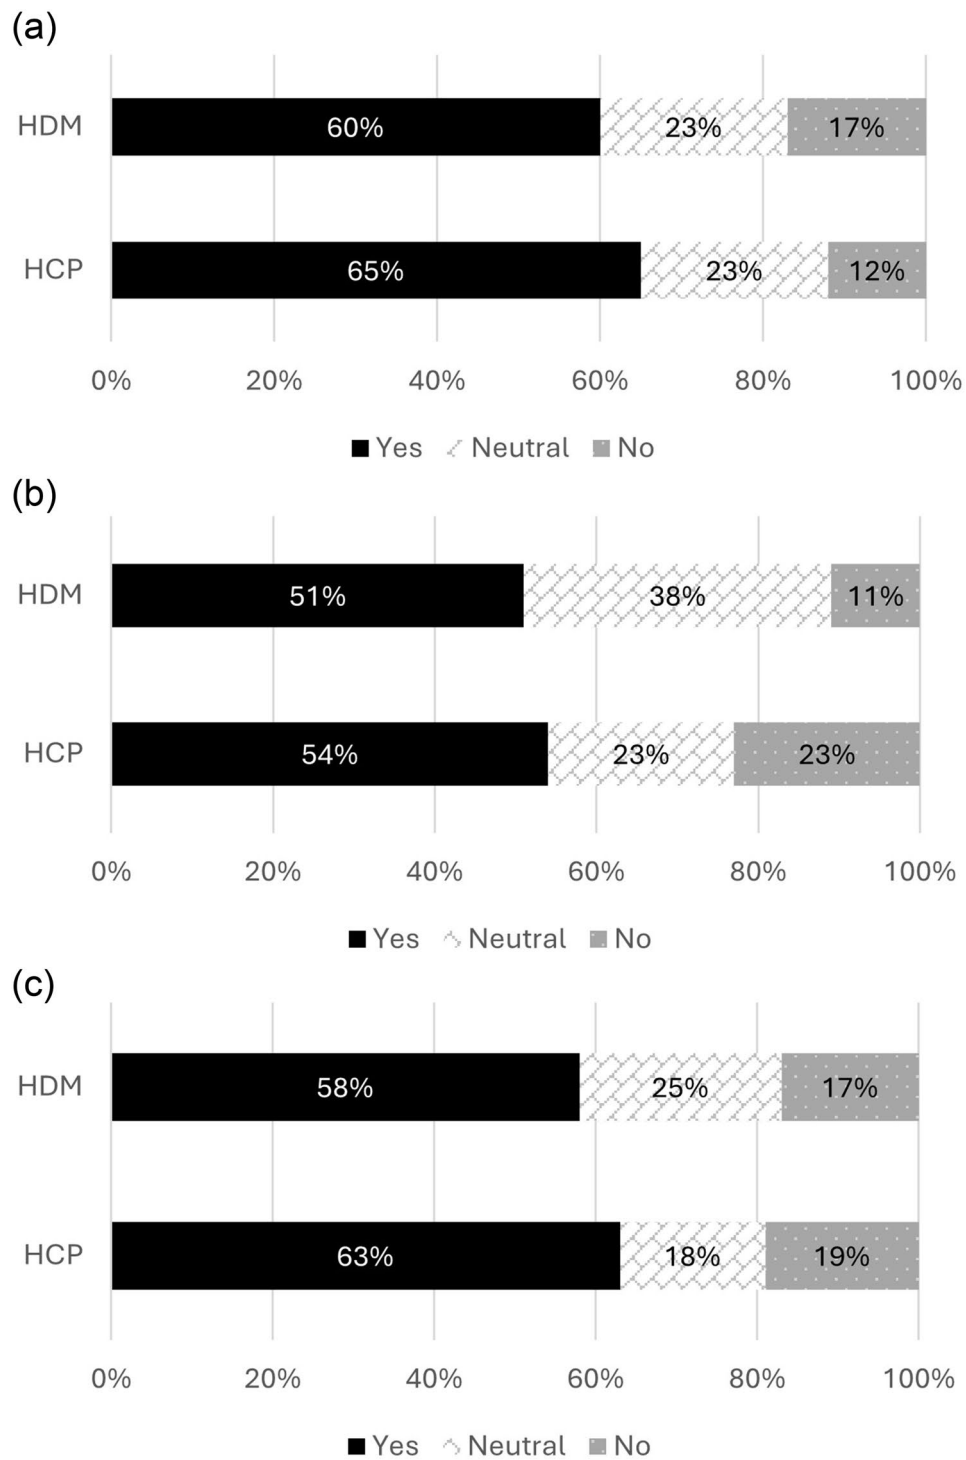 (a)
HDM 60% 23% 17%
HCP 65% 23% 12%
0% 20% 40% 60% 80% 100%
Yes Neutral No
(b)
HDM 51% 38% 11%
HCP 54% 23% 23%
0% 20% 40% 60% 80% 100%
Yes Neutral No
(c)
HDM 58% 25% 17%
HCP 63% 18% 19%
0% 20% 40% 60% 80% 100%
Yes Neutral No